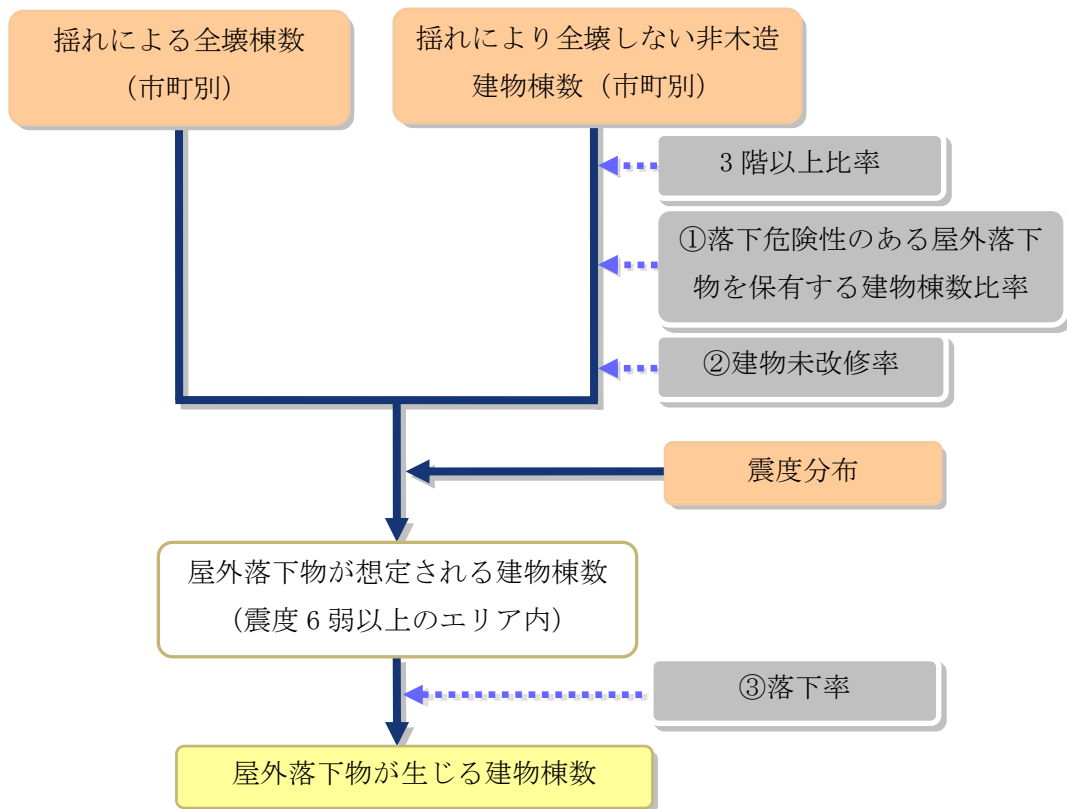 揺れによる全壊棟数
（市町別）
揺れにより全壊しない非木造
建物棟数（市町別）
3 階以上比率
①落下危険性のある屋外落下
物を保有する建物棟数比率
②建物未改修率
震度分布
屋外落下物が想定される建物棟数
（震度 6 弱以上のエリア内）
③落下率
屋外落下物が生じる建物棟数